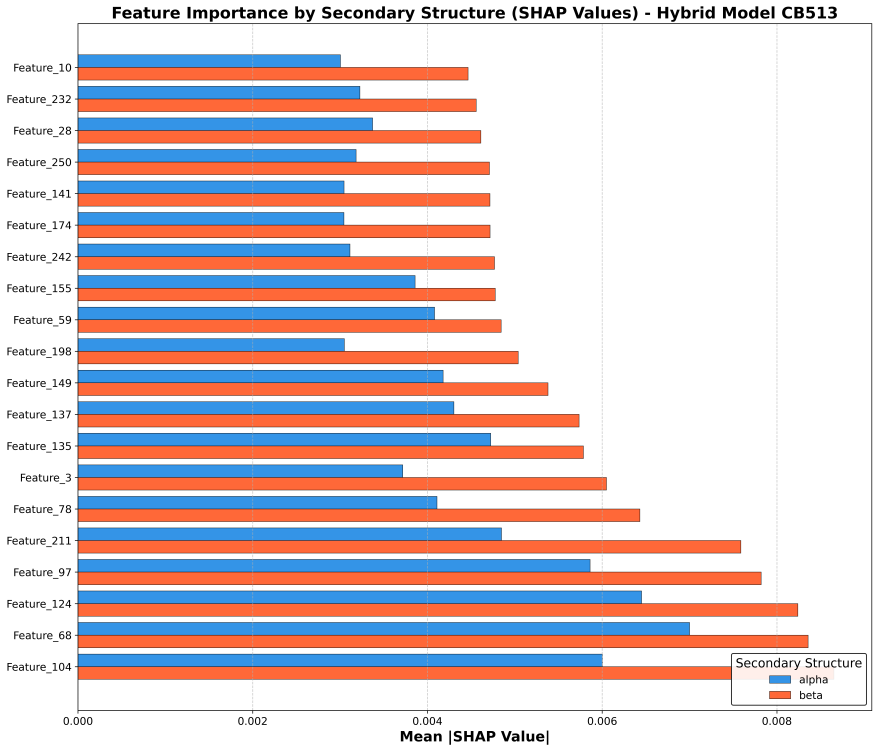 Feature Importance by Secondary Structure (SHAP Values) - Hybrid Model CB513
Feature_10
Feature_232
Feature_28
Feature_250
Feature_141
Feature_174
Feature_242
Feature_155
Feature_59
Feature_198
Feature_149
Feature_137
Feature_135
Feature_3
Feature_78
Feature_211
Feature_97
Feature_124
Feature_68
Feature_104
Secondary Structure
alpha
beta
0.000 0.002 0.004 0.006 0.008
Mean |SHAP Value|